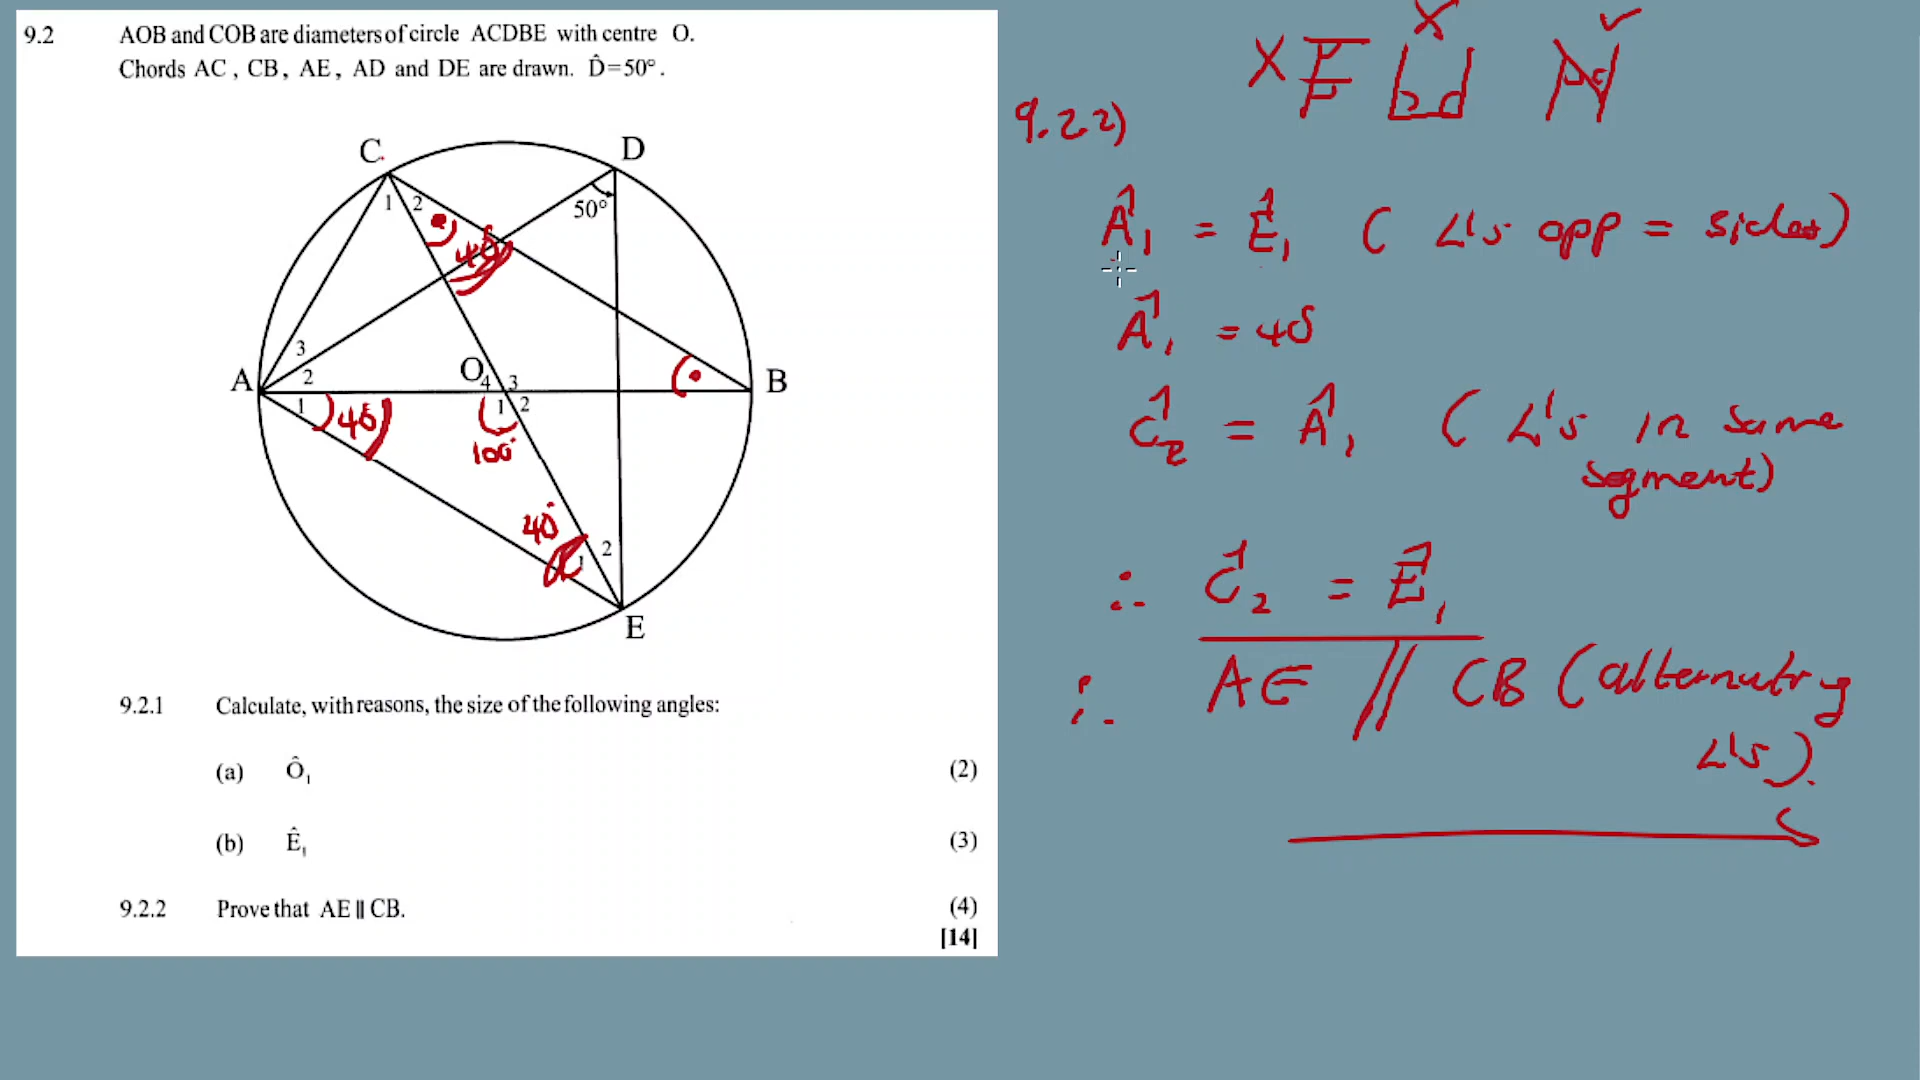 9.2 AOB and COB are diameters of circle ACDBE with centre O.
Chords AC, CB, AE, AD and DE are drawn. D̂=50°.
C
D
1 2
50°
40°
3
A
2
O
4 3
B
1
40°
1 2
100°
40°
1
2
E
9.2.1 Calculate, with reasons, the size of the following angles:
(a) Ô₁ (2)
(b) Ê₁ (3)
9.2.2 Prove that AE ∥ CB. (4)
[14]
X F X ✓
9.2.2)
Â₁ = Ê₁ ( ∠'s opp = sides)
Â₁ = 40°
Ĉ₂ = Â₁ ( ∠'s in same
segment)
∴ Ĉ₂ = Ê₁
∴ AE ∥ CB (alternating
∠'s).